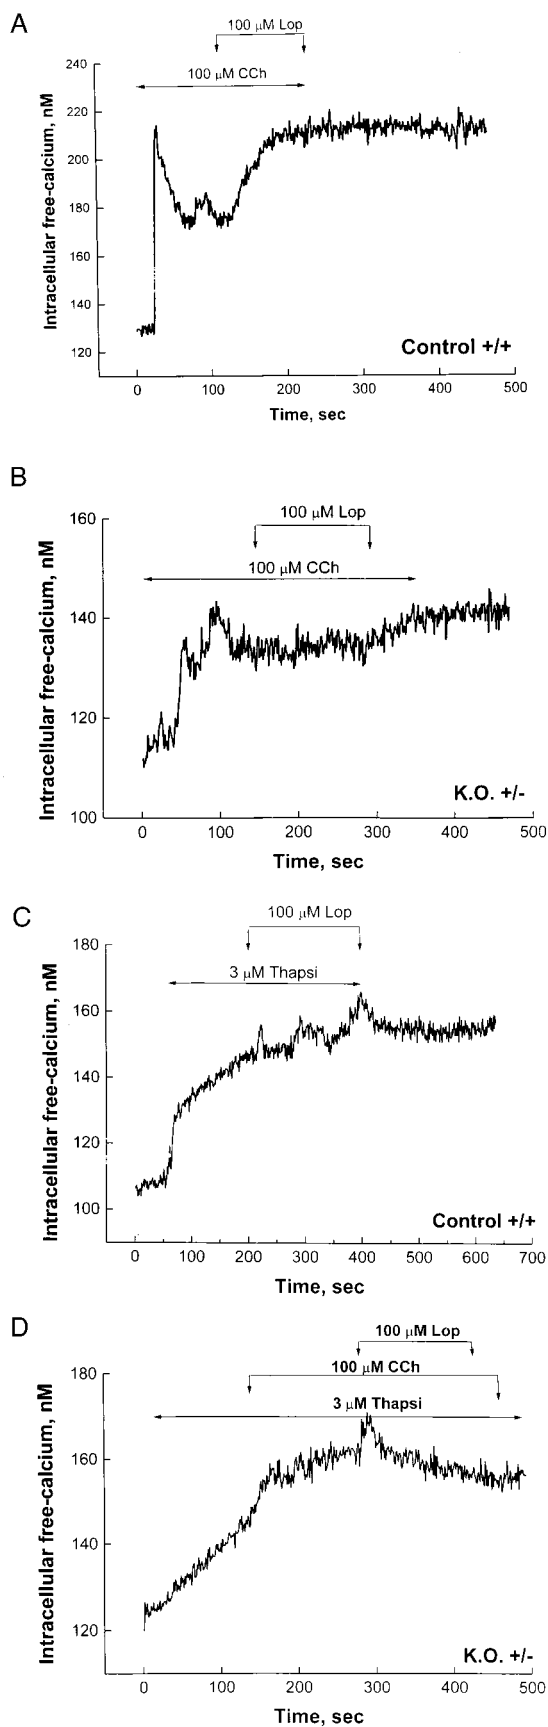 A
100 μM Lop
100 μM CCh
240
220
200
180
160
140
120
Intracellular free-calcium, nM
Control +/+
0 100 200 300 400 500
Time, sec
B
100 μM Lop
100 μM CCh
160
140
120
100
Intracellular free-calcium, nM
K.O. +/-
0 100 200 300 400 500
Time, sec
C
100 μM Lop
3 μM Thapsi
180
160
140
120
100
Intracellular free-calcium, nM
Control +/+
0 100 200 300 400 500 600 700
Time, sec
D
100 μM Lop
100 μM CCh
3 μM Thapsi
180
160
140
120
Intracellular free-calcium, nM
K.O. +/-
0 100 200 300 400 500
Time, sec